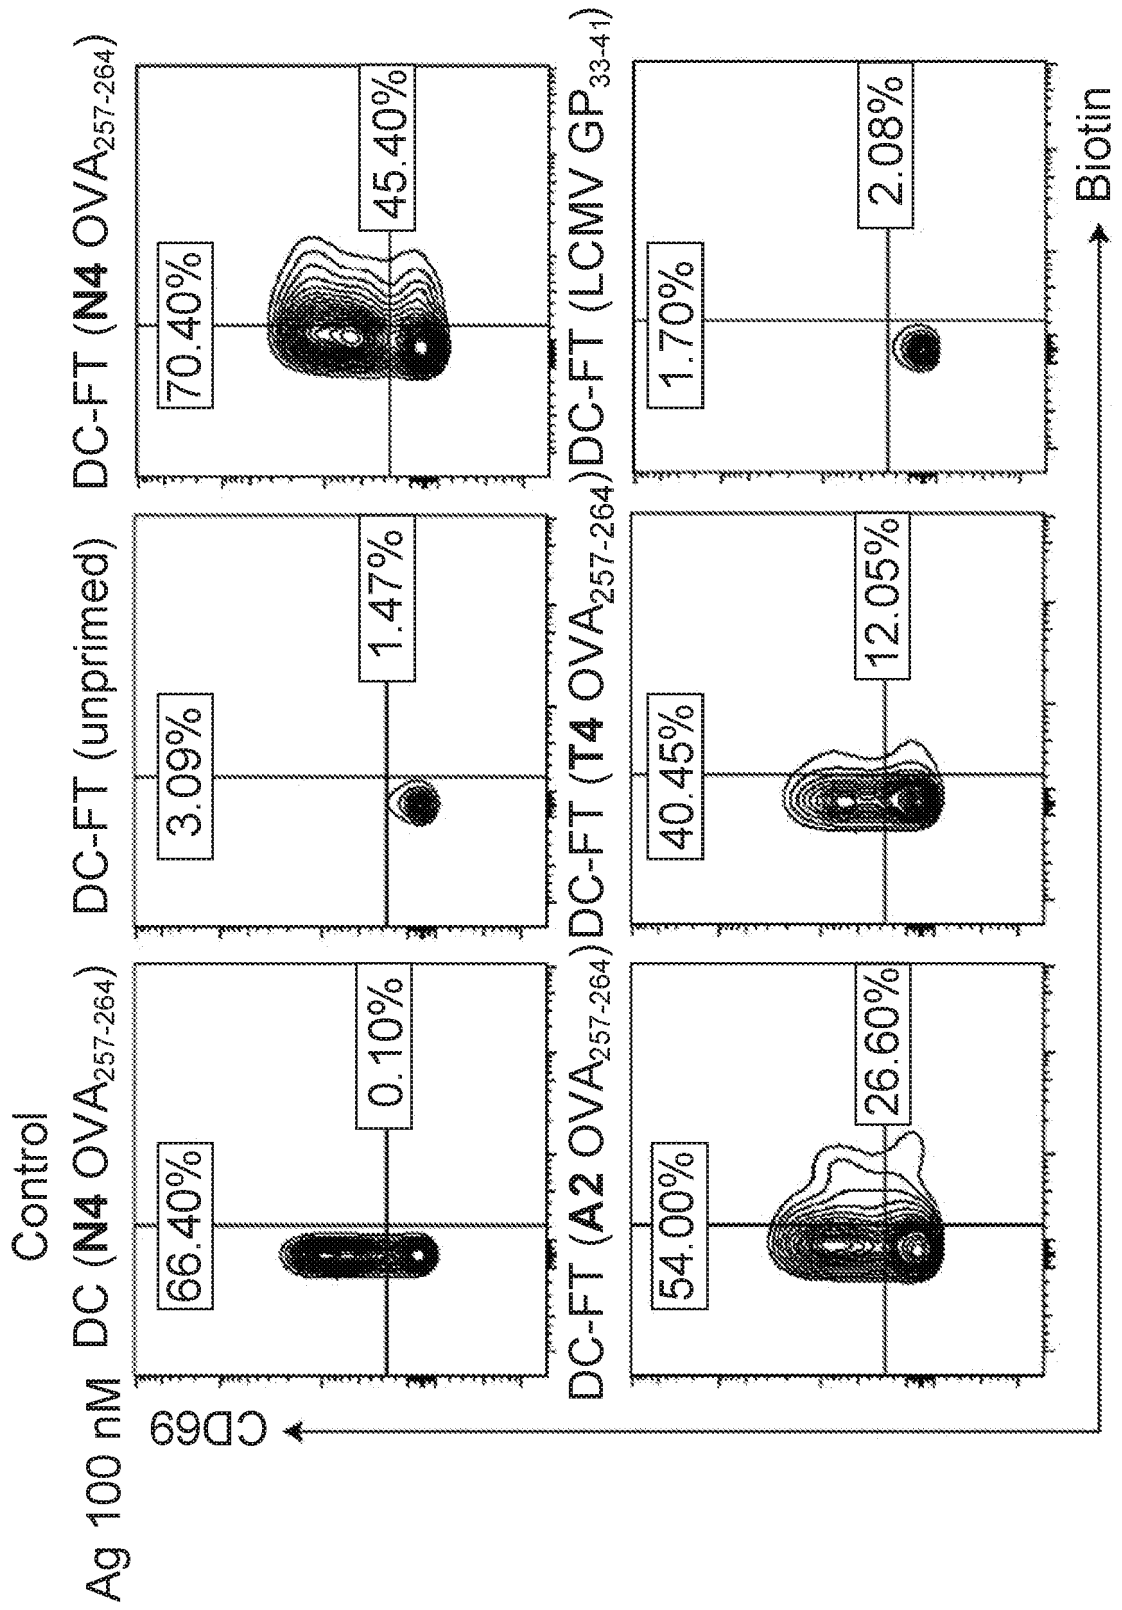 Control
Ag 100 nM
DC (N4 OVA257-264)
DC-FT (unprimed)
DC-FT (N4 OVA257-264)
66.40%
0.10%
3.09%
1.47%
70.40%
45.40%
DC-FT (A2 OVA257-264)
DC-FT (T4 OVA257-264)
DC-FT (LCMV GP33-41)
54.00%
26.60%
40.45%
12.05%
1.70%
2.08%
CD69
Biotin